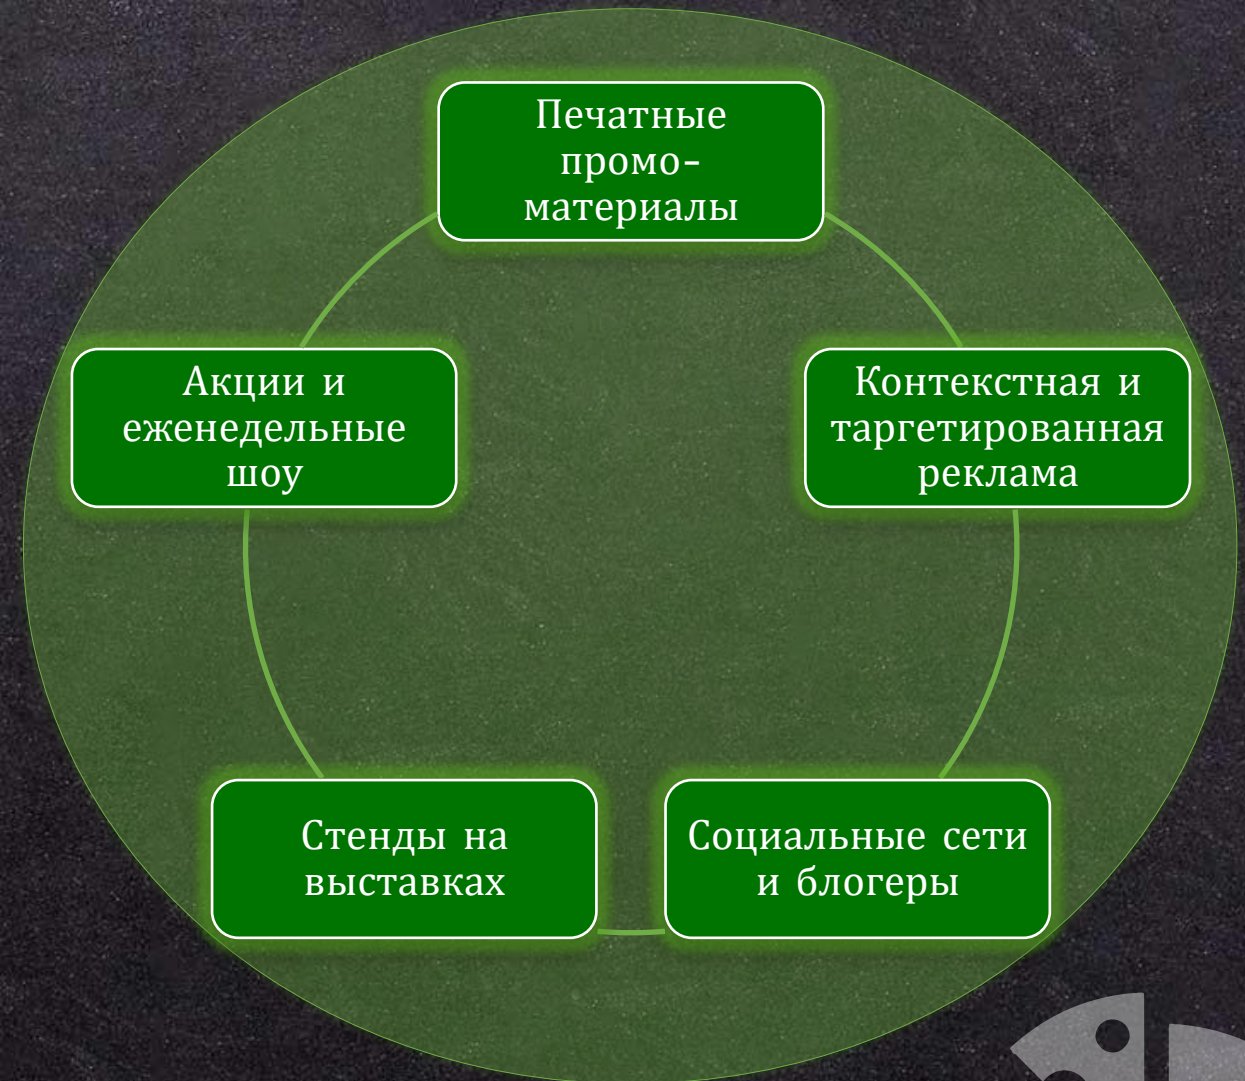 Печатные
промо-
материалы
Акции и
еженедельные
шоу
Контекстная и
таргетированная
реклама
Стенды на
выставках
Социальные сети
и блогеры